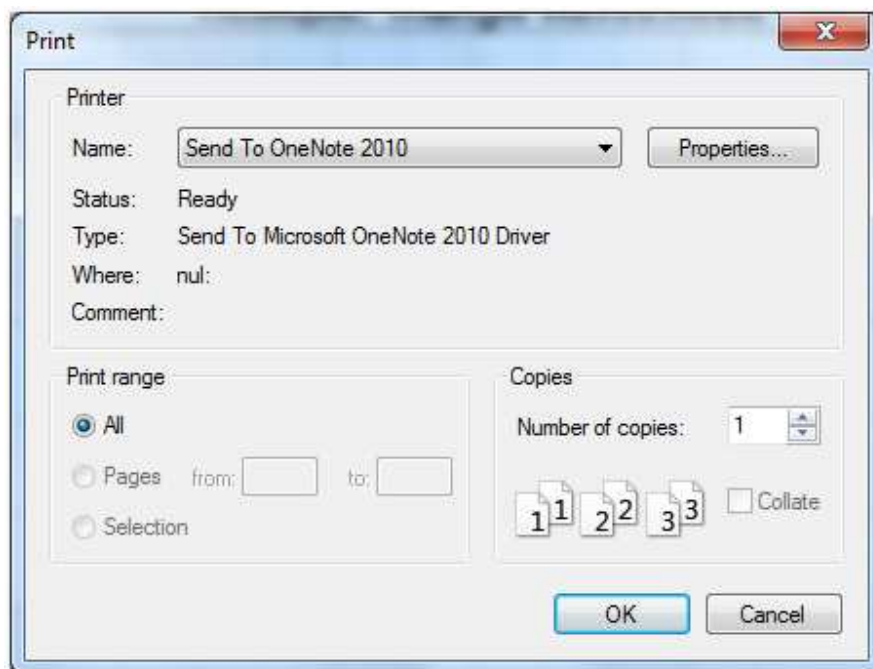 Print
Printer
Name: Send To OneNote 2010 Properties...
Status: Ready
Type: Send To Microsoft OneNote 2010 Driver
Where: nul:
Comment:
Print range
All
Pages from: to:
Selection
Copies
Number of copies: 1
1 1 2 2 3 3 Collate
OK Cancel